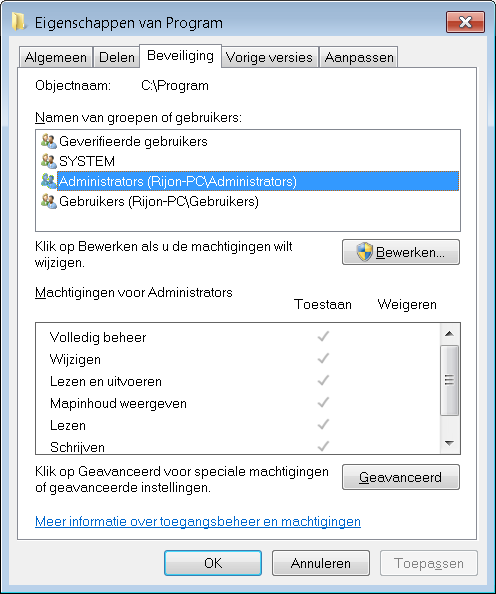 Eigenschappen van Program
Algemeen Delen Beveiliging Vorige versies Aanpassen
Objectnaam: C:\Program
Namen van groepen of gebruikers:
Geverifieerde gebruikers
SYSTEM
Administrators (Rijon-PC\Administrators)
Gebruikers (Rijon-PC\Gebruikers)
Klik op Bewerken als u de machtigingen wilt
wijzigen.
Bewerken...
Machtigingen voor Administrators
Toestaan Weigeren
Volledig beheer
Wijzigen
Lezen en uitvoeren
Mapinhoud weergeven
Lezen
Schrijven
Klik op Geavanceerd voor speciale machtigingen
of geavanceerde instellingen.
Geavanceerd
Meer informatie over toegangsbeheer en machtigingen
OK Annuleren Toepassen